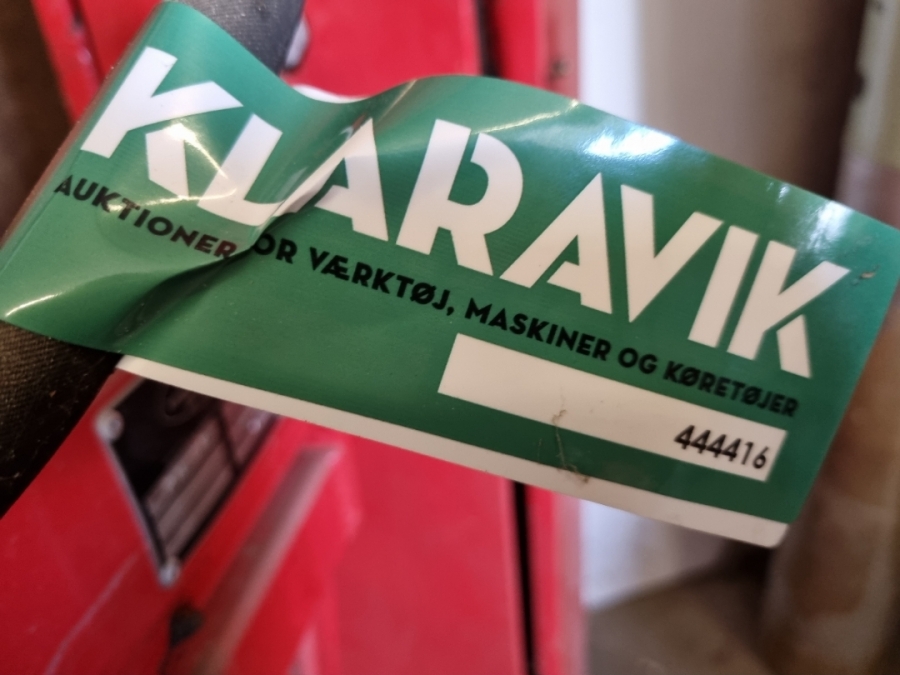 KLARAVIK
AUKTIONER OR VÆRKTØJ, MASKINER OG KØRETØJER
444416